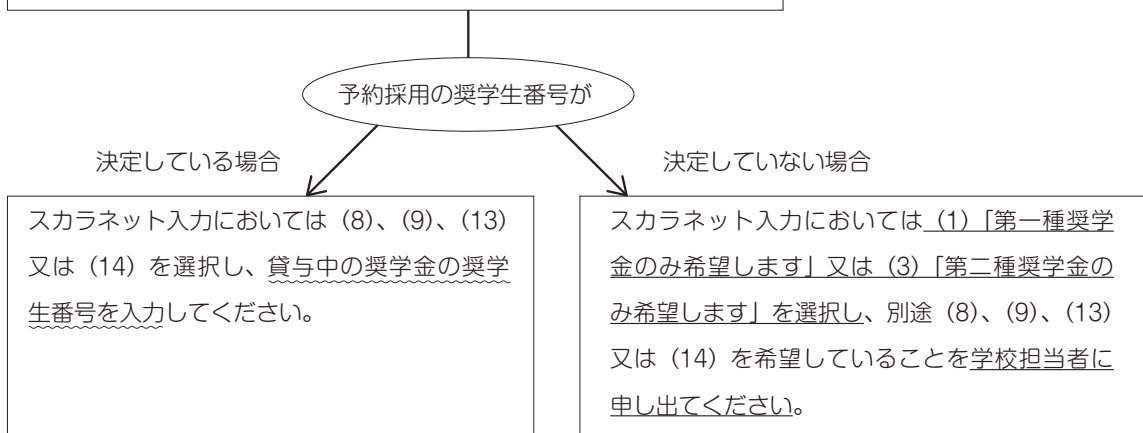 予約採用の奨学生番号が
決定している場合
決定していない場合
スカラネット入力においては（8）、（9）、（13）
又は（14）を選択し、貸与中の奨学金の奨学
生番号を入力してください。
スカラネット入力においては（1）「第一種奨学
金のみ希望します」又は（3）「第二種奨学金の
み希望します」を選択し、別途（8）、（9）、（13）
又は（14）を希望していることを学校担当者に
申し出てください。